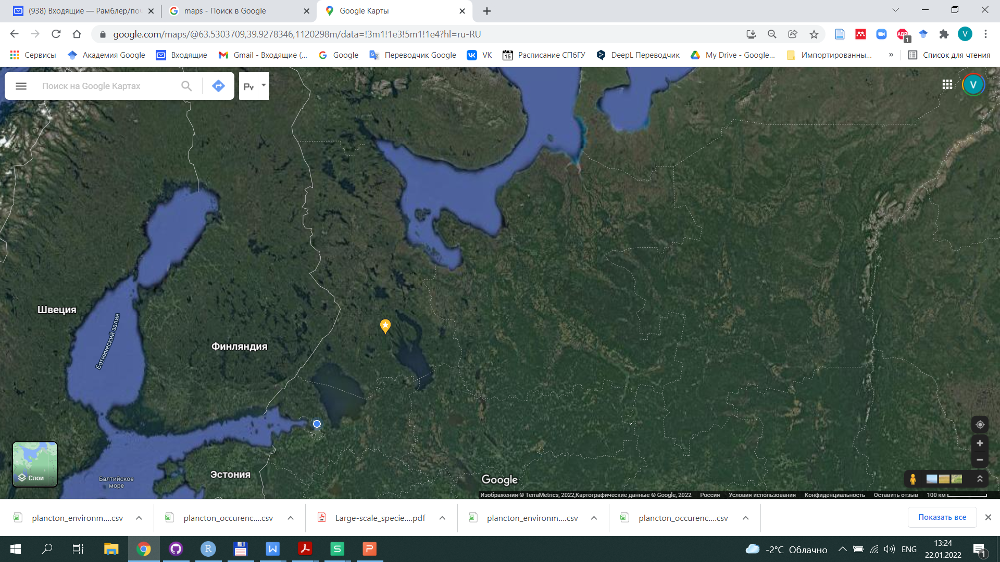 (938) Входящие — Рамблер/поч
maps - Поиск в Google
Google Карты
google.com/maps/@63.5303709,39.9278346,1120298m/data=!3m1!1e3!5m1!1e4?hl=ru-RU
ABP
1
V
Сервисы
Академия Google
Входящие
Gmail - Входящие (...
Google
Переводчик Google
VK
15
Расписание СПбГУ
DeepL Переводчик
My Drive - Google...
Импортированны...
»
Список для чтения
Поиск на Google Картах
Ру
V
Швеция
Ботнический залив
Финляндия
Эстония
Балтийское
море
Слои
Google
Изображения © TerraMetrics, 2022,Картографические данные © Google, 2022
Россия
Условия использования
Конфиденциальность
Оставить отзыв
100 км
plancton_environm....csv
plancton_occurenc....csv
Large-scale_specie....pdf
plancton_environm....csv
plancton_occurenc....csv
Показать все
R
W
S
P
-2°C Облачно
ENG
13:24
22.01.2022
1